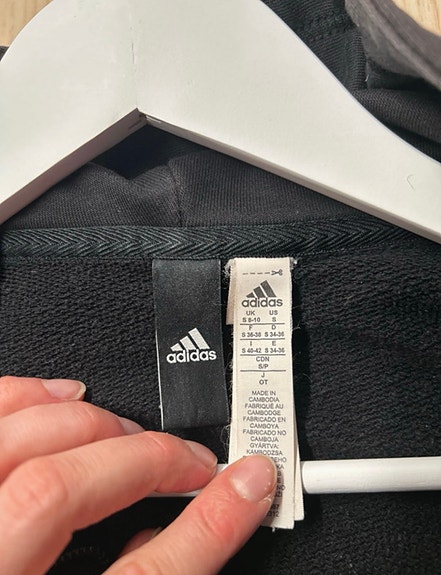 adidas
adidas
UK US
S 8-10 S
F D
S 36-38 S 34-36
I E
S 40-42 S 34-36
CDN
S/P
J
OT
MADE IN
CAMBODIA
FABRIQUÉ AU
CAMBODGE
FABRICADO EN
CAMBOYA
FABRICADO NO
CAMBOJA
GYÁRTVA:
KAMBODZSA